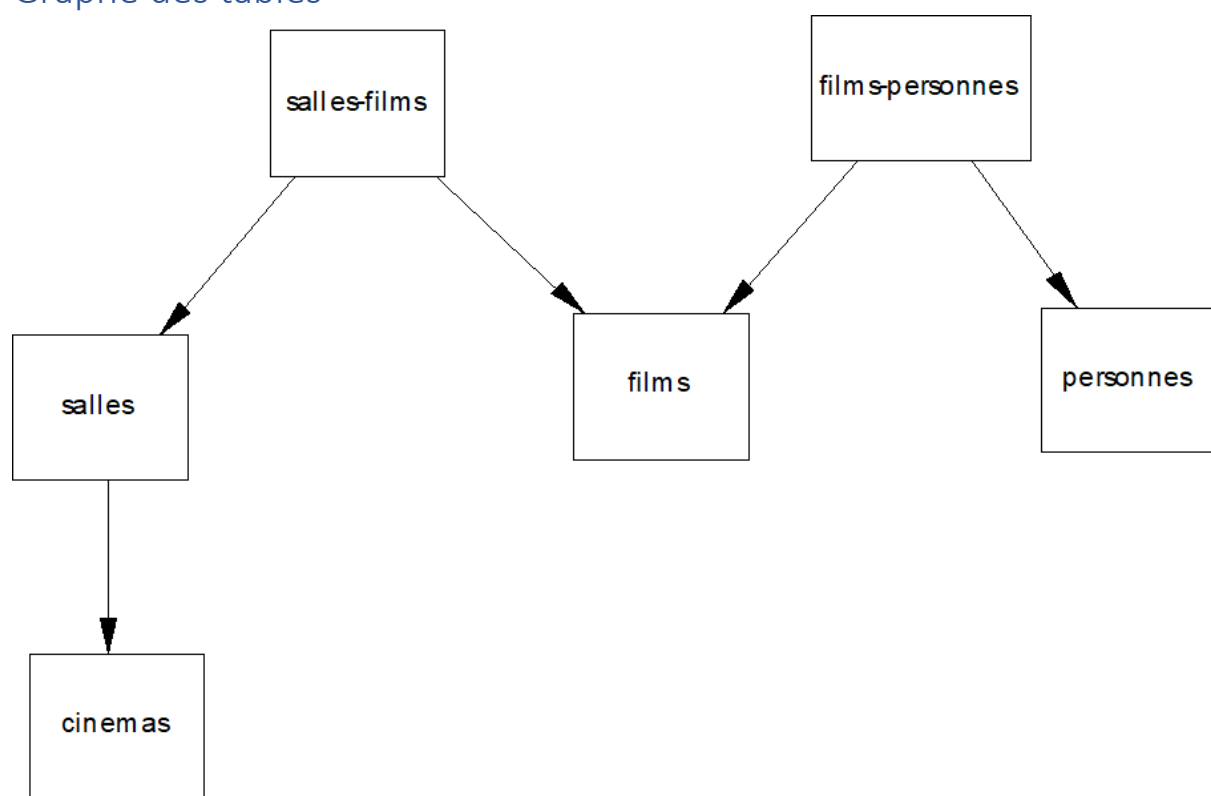 Graphe des tables
salles-films
films-personnes
salles
films
personnes
cinemas